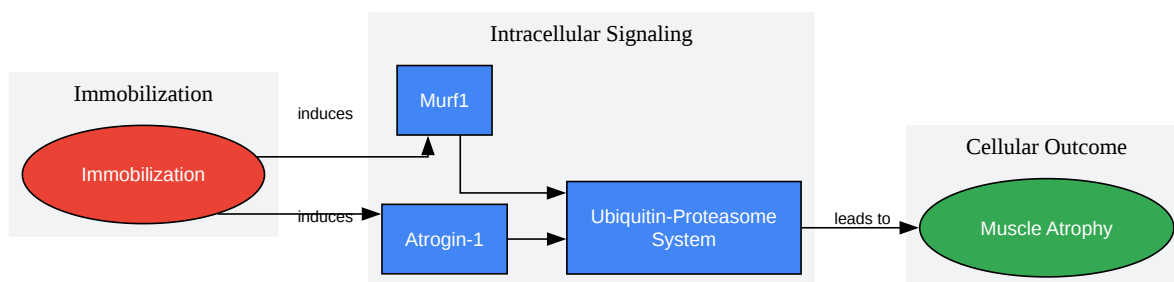 Immobilization
Immobilization
induces
induces
Intracellular Signaling
Murf1
Atrogin-1
Ubiquitin-Proteasome
System
leads to
Cellular Outcome
Muscle Atrophy